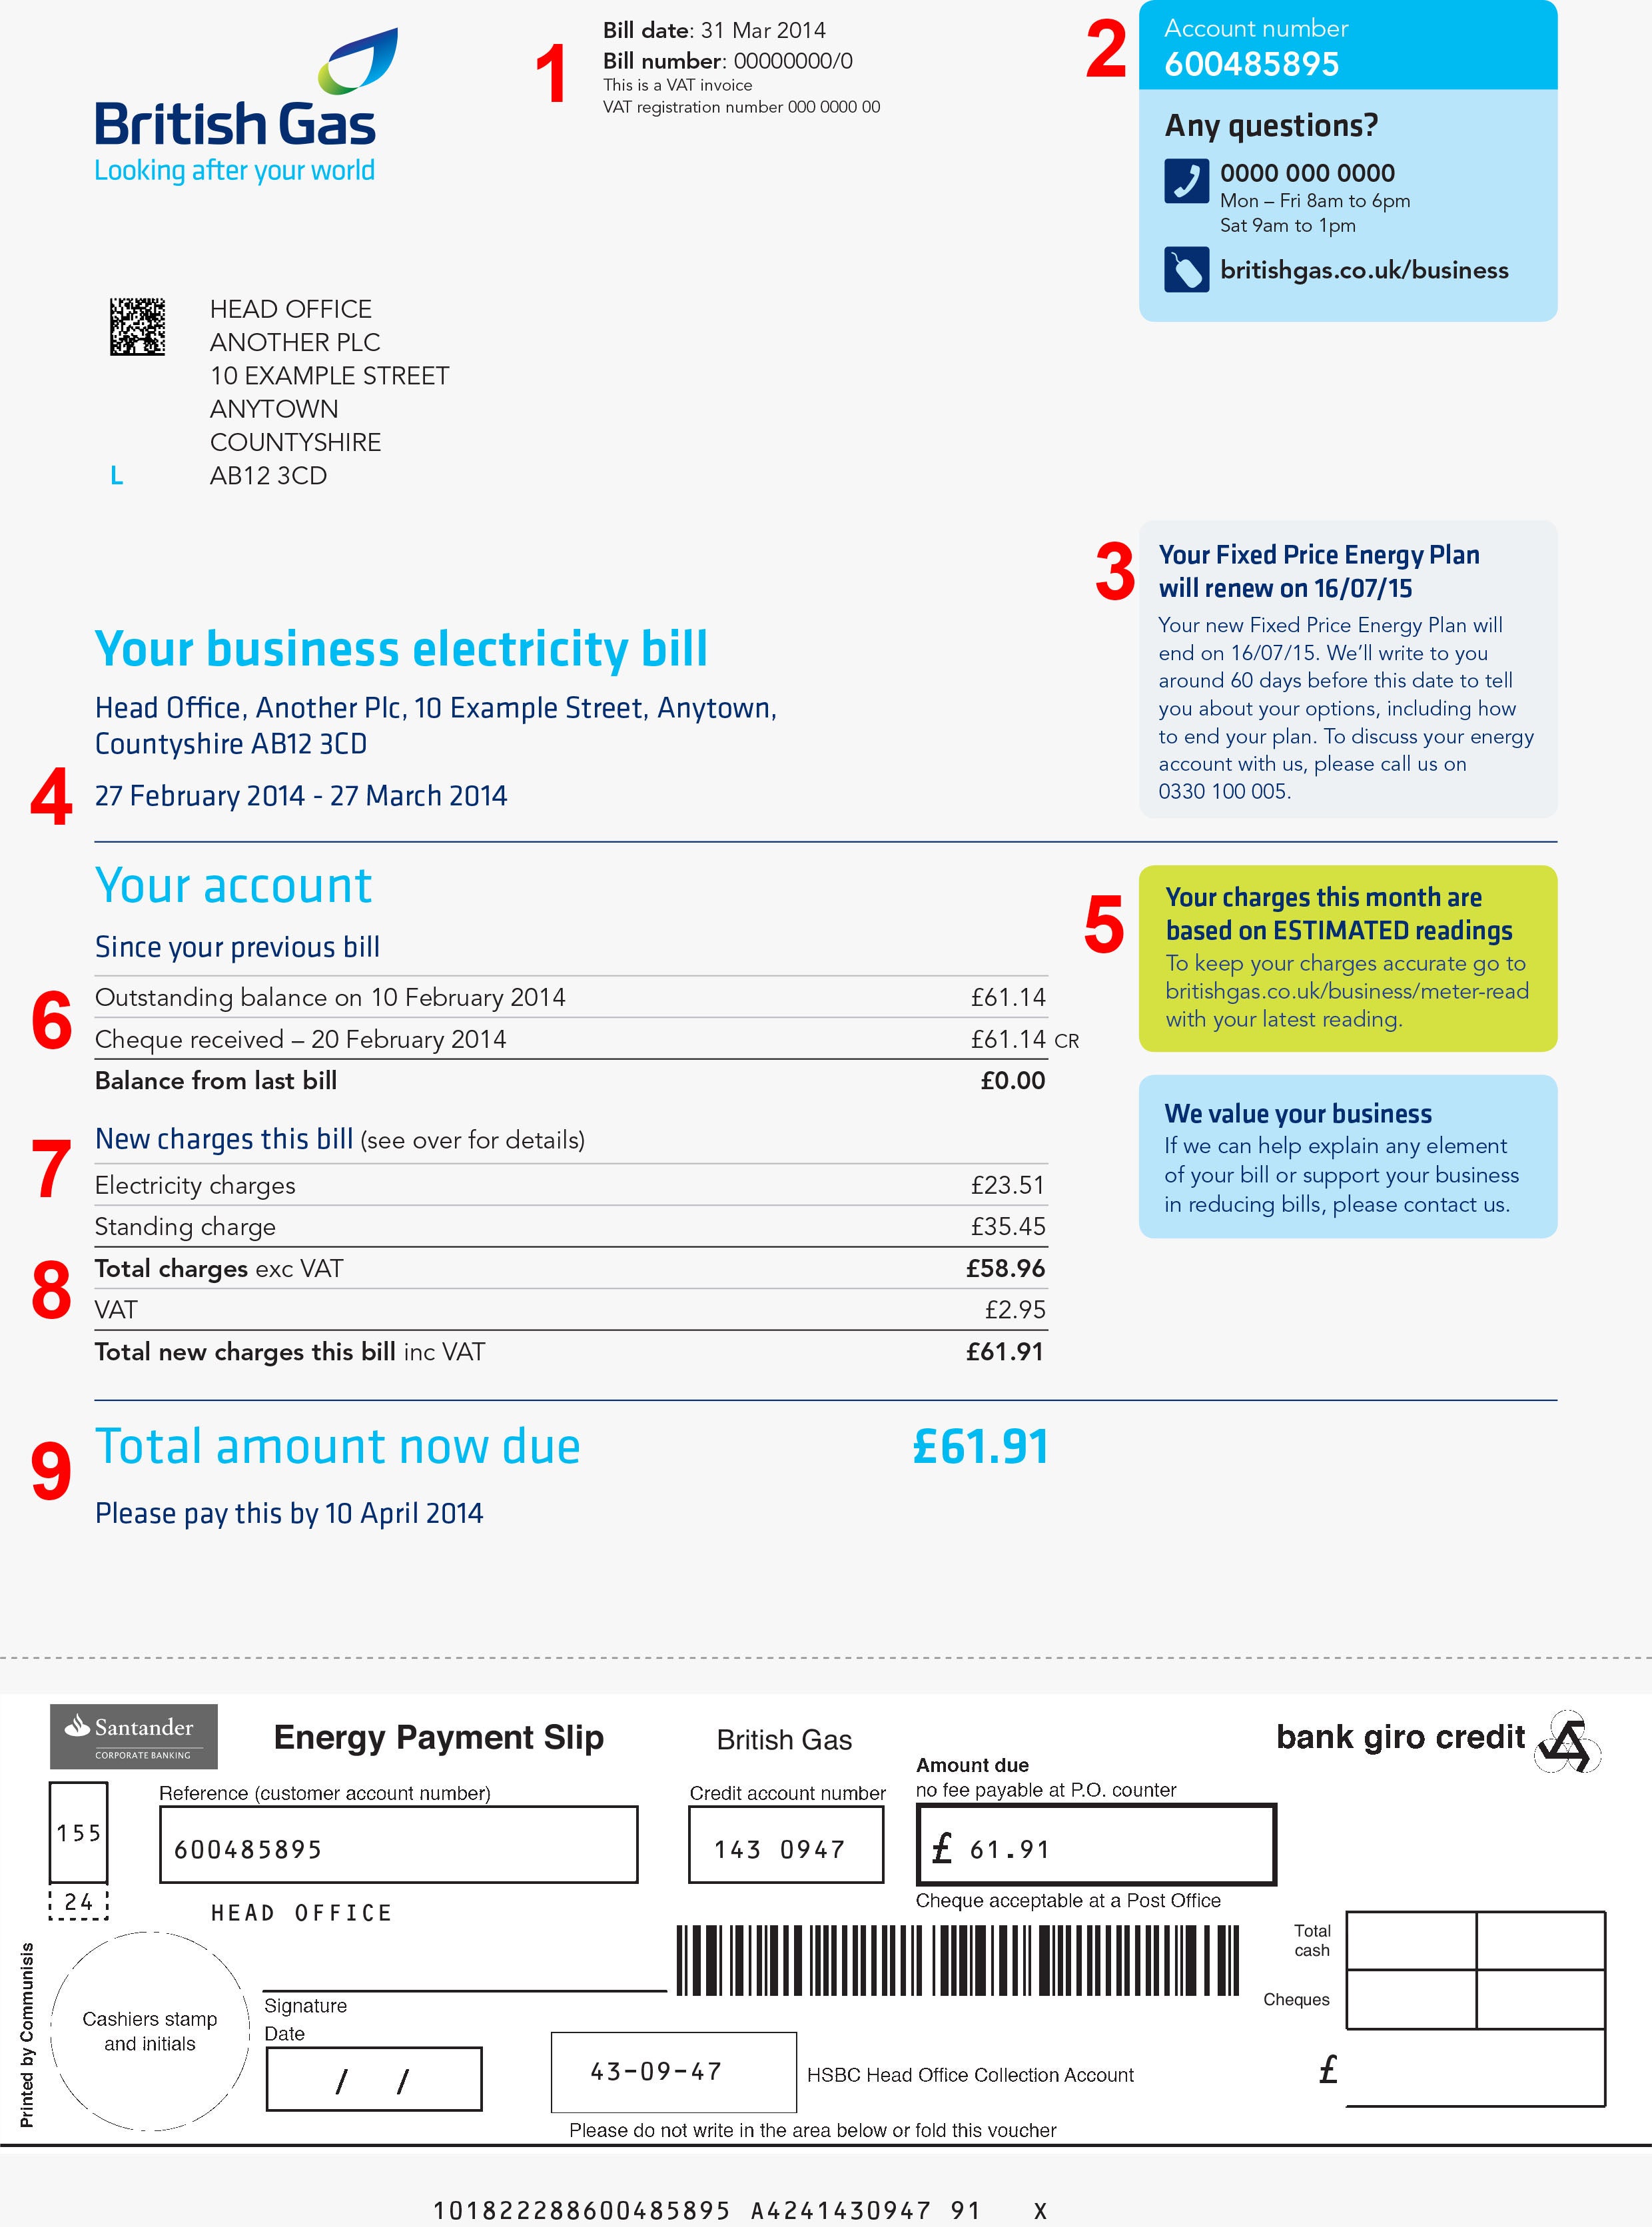 British Gas
Looking after your world
1
Bill date: 31 Mar 2014
Bill number: 00000000/0
This is a VAT invoice
VAT registration number 000 0000 00
2
Account number
600485895
Any questions?
0000 000 0000
Mon – Fri 8am to 6pm
Sat 9am to 1pm
britishgas.co.uk/business
HEAD OFFICE
ANOTHER PLC
10 EXAMPLE STREET
ANYTOWN
COUNTYSHIRE
L AB12 3CD
3
Your Fixed Price Energy Plan
will renew on 16/07/15
Your new Fixed Price Energy Plan will
end on 16/07/15. We'll write to you
around 60 days before this date to tell
you about your options, including how
to end your plan. To discuss your energy
account with us, please call us on
0330 100 005.
Your business electricity bill
Head Office, Another Plc, 10 Example Street, Anytown,
Countyshire AB12 3CD
4
27 February 2014 - 27 March 2014
Your account
Since your previous bill
6
Outstanding balance on 10 February 2014 £61.14
Cheque received – 20 February 2014 £61.14 CR
Balance from last bill £0.00
5
Your charges this month are
based on ESTIMATED readings
To keep your charges accurate go to
britishgas.co.uk/business/meter-read
with your latest reading.
We value your business
If we can help explain any element
of your bill or support your business
in reducing bills, please contact us.
7
New charges this bill (see over for details)
Electricity charges £23.51
Standing charge £35.45
8
Total charges exc VAT £58.96
VAT £2.95
Total new charges this bill inc VAT £61.91
9
Total amount now due £61.91
Please pay this by 10 April 2014
Santander
CORPORATE BANKING
Energy Payment Slip
British Gas
bank giro credit
Reference (customer account number)
Credit account number
Amount due
no fee payable at P.O. counter
155
600485895
143 0947
£ 61.91
24
HEAD OFFICE
Cheque acceptable at a Post Office
Total
cash
Cheques
£
Printed by Communisis
Cashiers stamp
and initials
Signature
Date
/ /
43-09-47
HSBC Head Office Collection Account
Please do not write in the area below or fold this voucher
101822288600485895 A4241430947 91 X